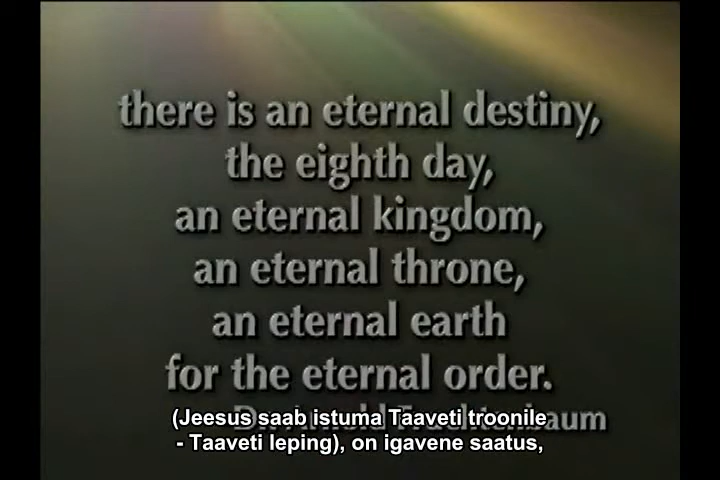 there is an eternal destiny,
the eighth day,
an eternal kingdom,
an eternal throne,
an eternal earth
for the eternal order.
(Jeesus saab istuma Taaveti troonile
- Taaveti leping), on igavene saatus,